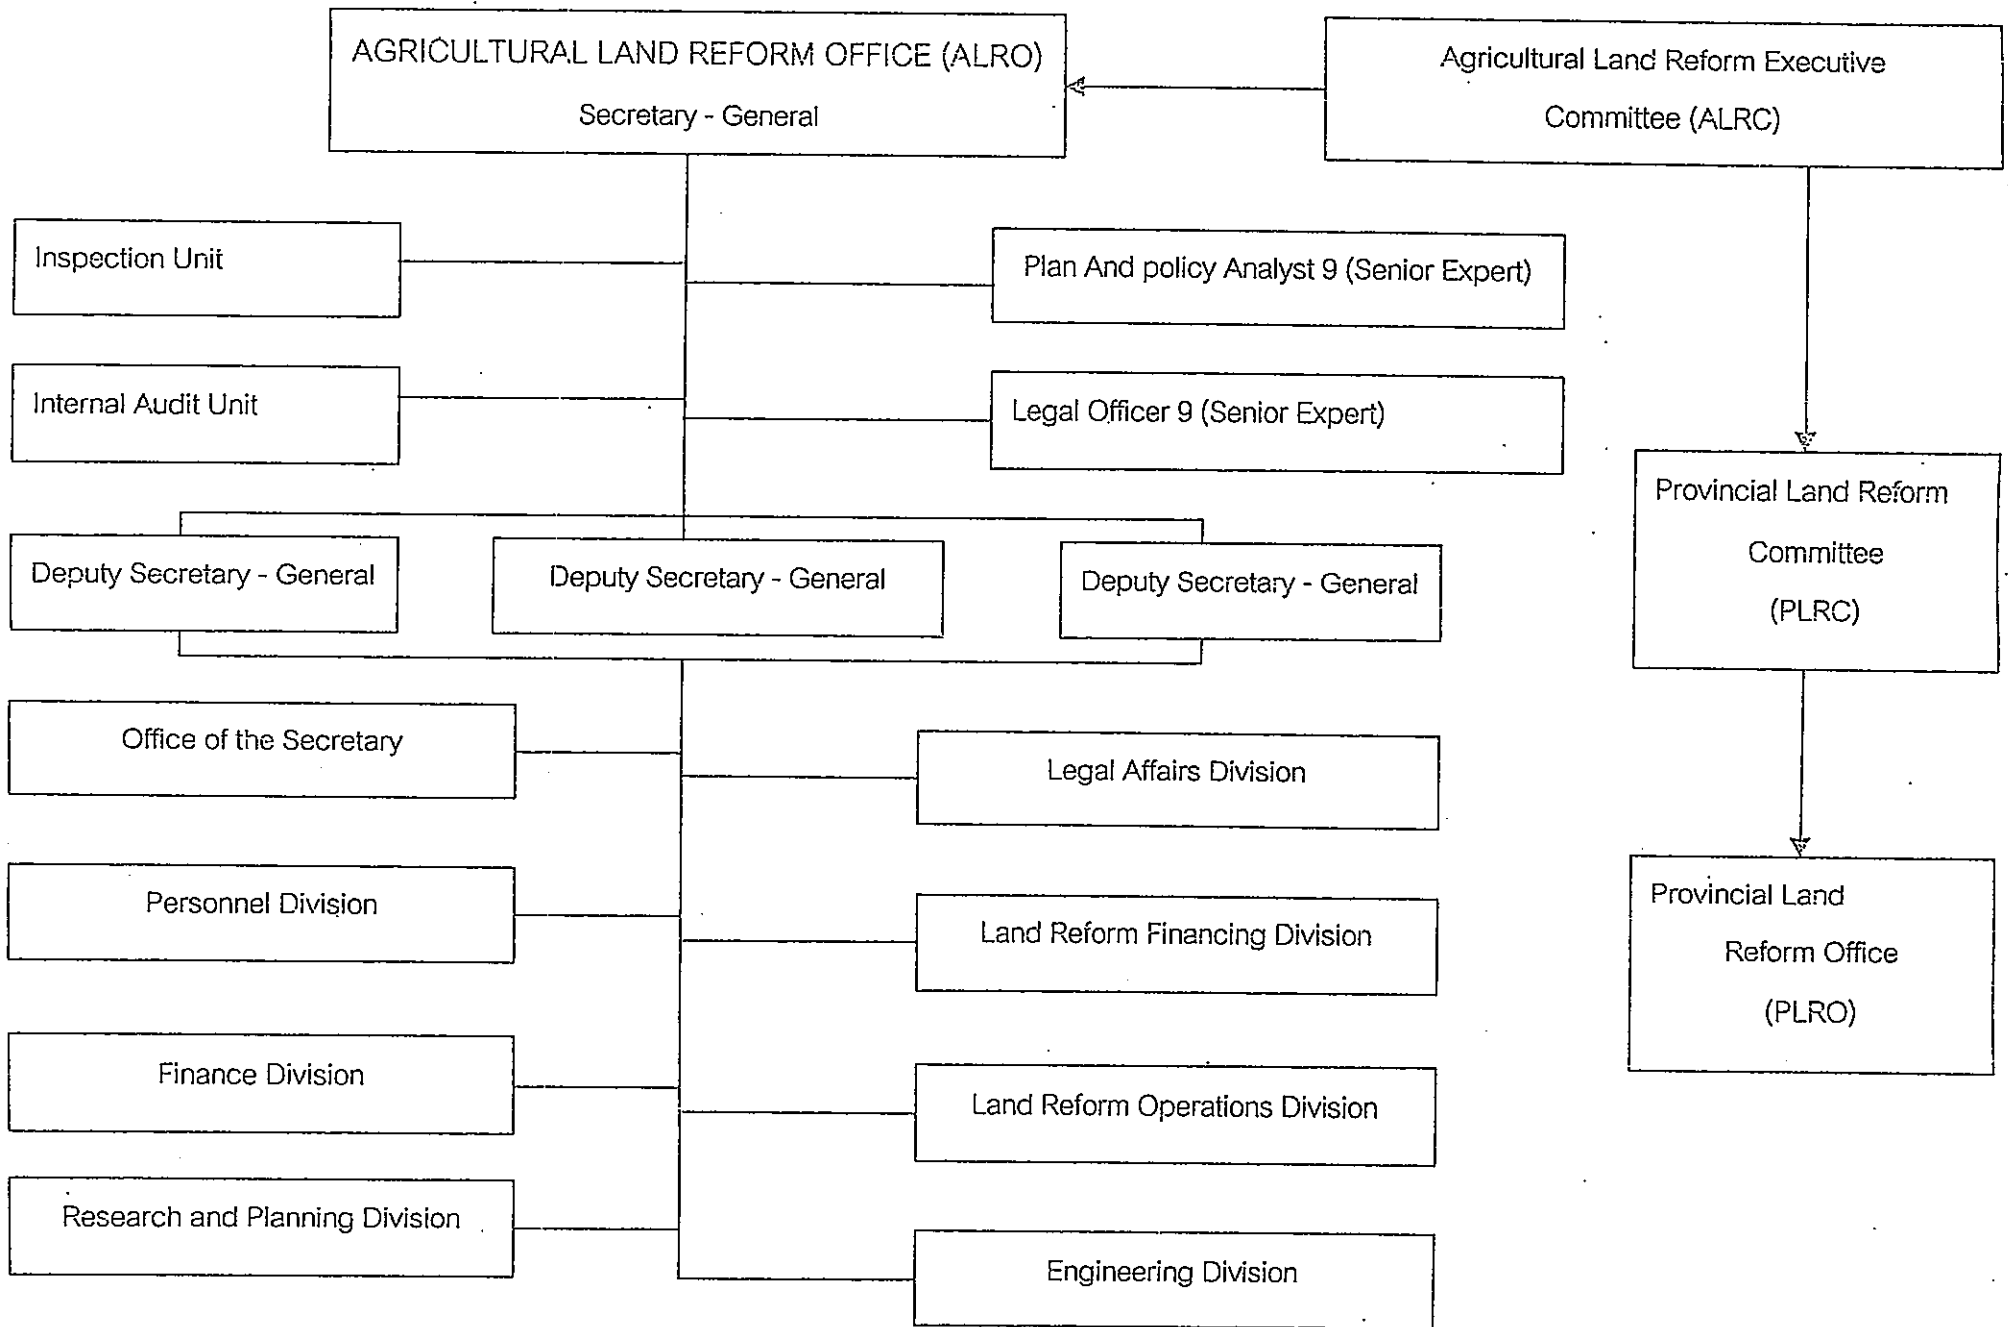 AGRICULTURAL LAND REFORM OFFICE (ALRO)
Secretary - General
Agricultural Land Reform Executive
Committee (ALRC)
Inspection Unit
Plan And policy Analyst 9 (Senior Expert)
Internal Audit Unit
Legal Officer 9 (Senior Expert)
Provincial Land Reform
Committee
(PLRC)
Deputy Secretary - General
Deputy Secretary - General
Deputy Secretary - General
Office of the Secretary
Legal Affairs Division
Personnel Division
Land Reform Financing Division
Provincial Land
Reform Office
(PLRO)
Finance Division
Land Reform Operations Division
Research and Planning Division
Engineering Division